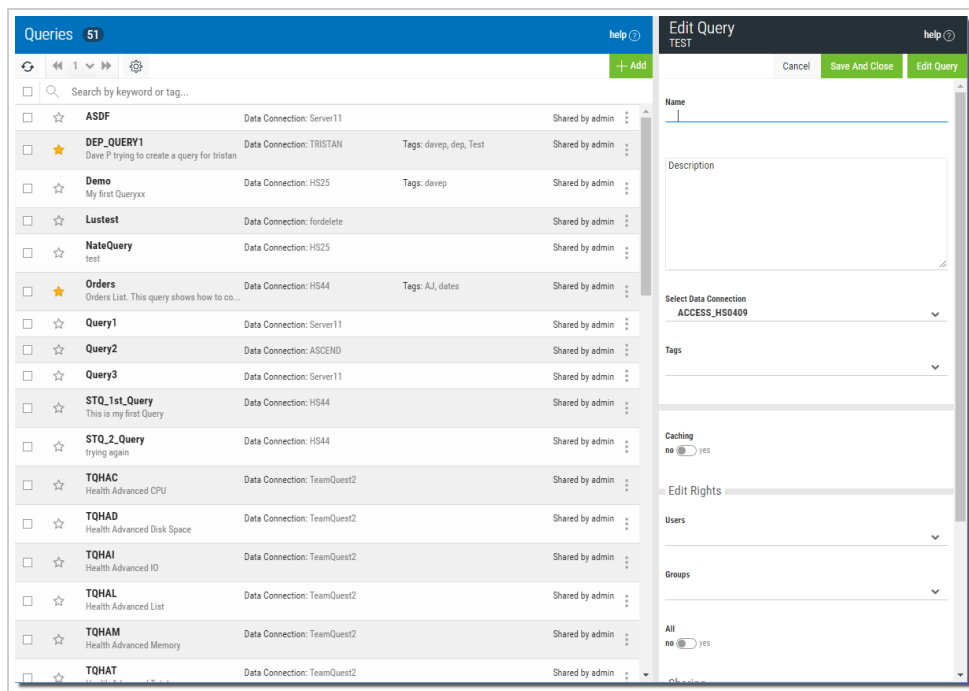 Queries 51 help
1 + Add
Search by keyword or tag...
ASDF Data Connection: Server11 Shared by admin
DEP_QUERY1 Data Connection: TRISTAN Tags: davep, dep, Test Shared by admin
Dave P trying to create a query for tristan
Demo Data Connection: HS25 Tags: davep Shared by admin
My first Queryxx
Lustest Data Connection: fordelete Shared by admin
NateQuery Data Connection: HS25 Shared by admin
test
Orders Data Connection: HS44 Tags: AJ, dates Shared by admin
Orders List. This query shows how to co...
Query1 Data Connection: Server11 Shared by admin
Query2 Data Connection: ASCEND Shared by admin
Query3 Data Connection: Server11 Shared by admin
STQ_1st_Query Data Connection: HS44 Shared by admin
This is my first Query
STQ_2_Query Data Connection: HS44 Shared by admin
trying again
TQHAC Data Connection: TeamQuest2 Shared by admin
Health Advanced CPU
TQHAD Data Connection: TeamQuest2 Shared by admin
Health Advanced Disk Space
TQHAI Data Connection: TeamQuest2 Shared by admin
Health Advanced IO
TQHAL Data Connection: TeamQuest2 Shared by admin
Health Advanced List
TQHAM Data Connection: TeamQuest2 Shared by admin
Health Advanced Memory
TQHAT Data Connection: TeamQuest2 Shared by admin
Edit Query help
TEST
Cancel Save And Close Edit Query
Name
Description
Select Data Connection
ACCESS_HS0409
Tags
Caching
no yes
Edit Rights
Users
Groups
All
no yes